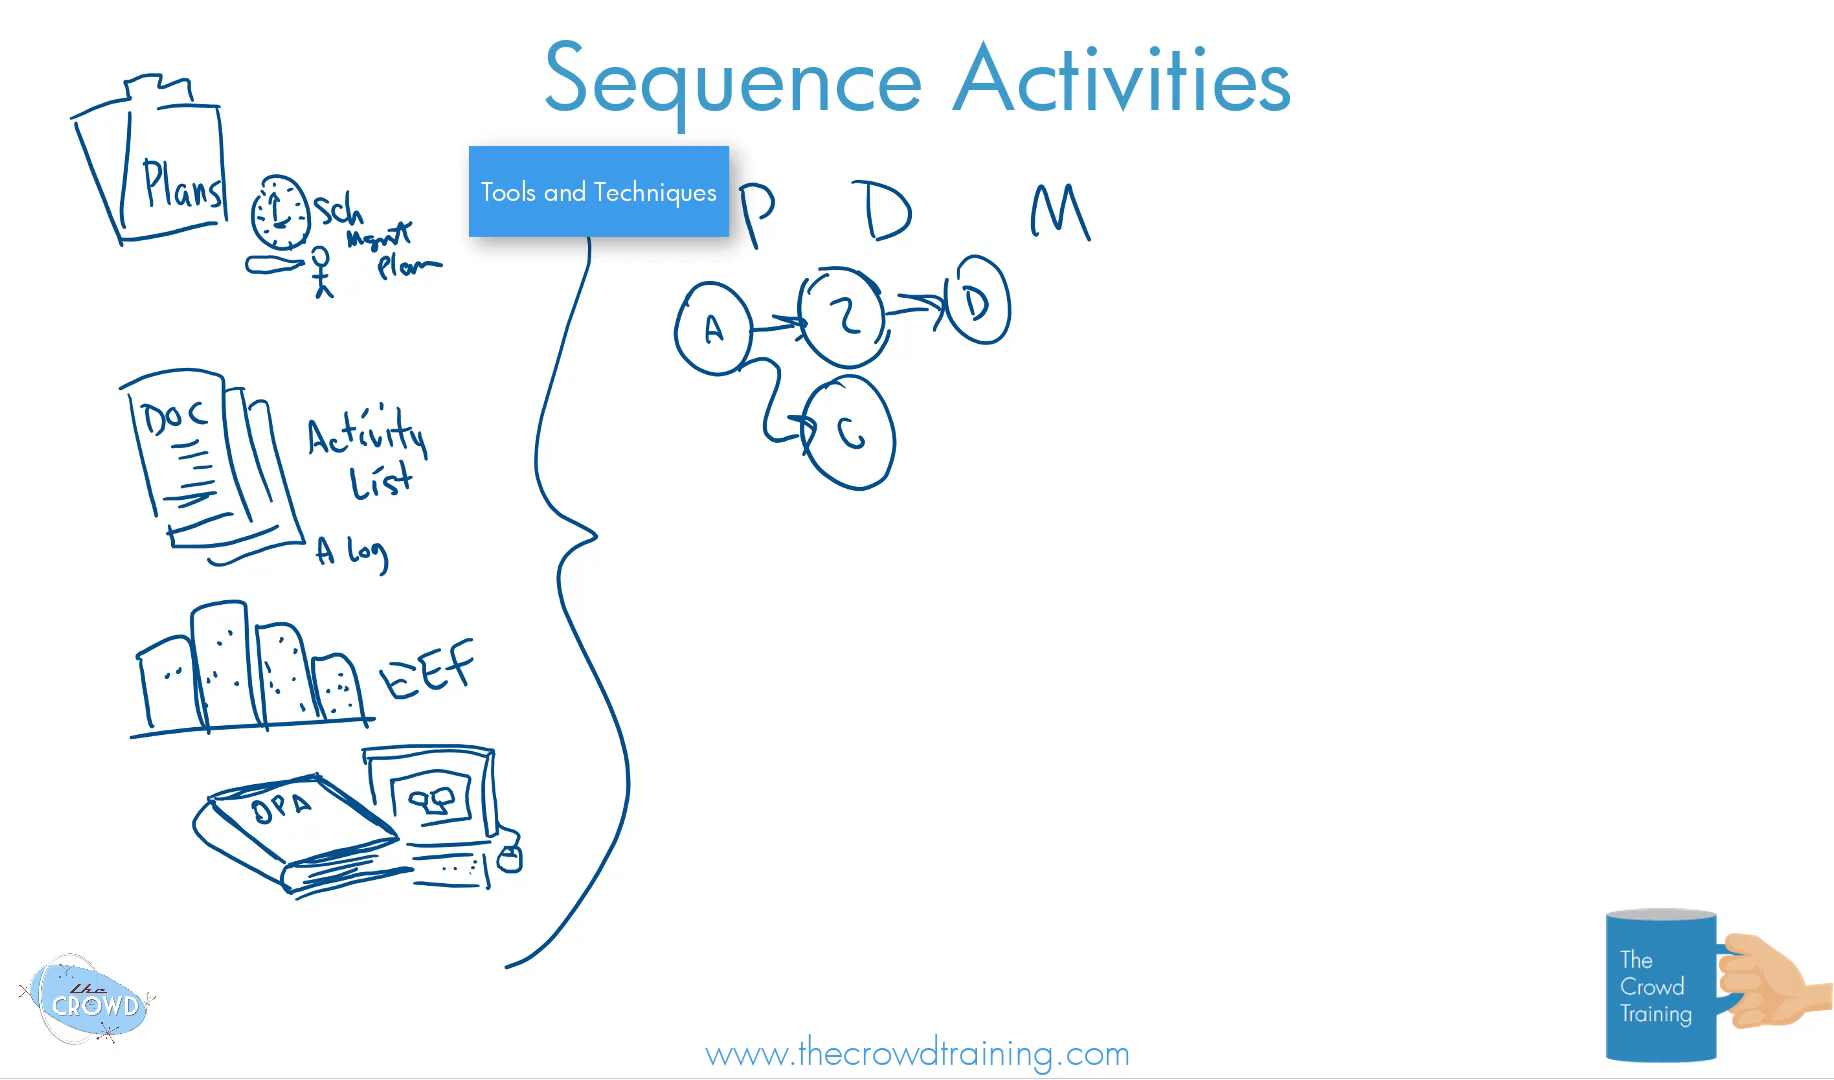 Sequence Activities
Plans
Sch
Mgmt
Plan
Tools and Techniques
P D M
A
2
D
C
DOC
Activity
List
A log
EEF
OPA
the
CROWD
The
Crowd
Training
www.thecrowdtraining.com